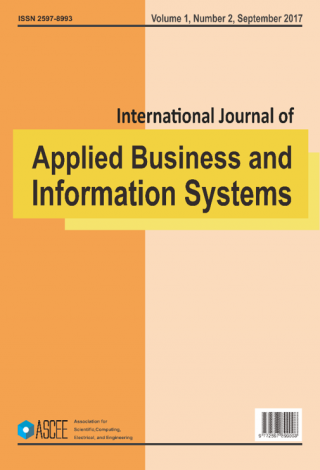 ISSN 2597-8993
Volume 1, Number 2, September 2017
International Journal of
Applied Business and
Information Systems
ASCEE
Association for
Scientific Computing,
Electrical, and Engineering